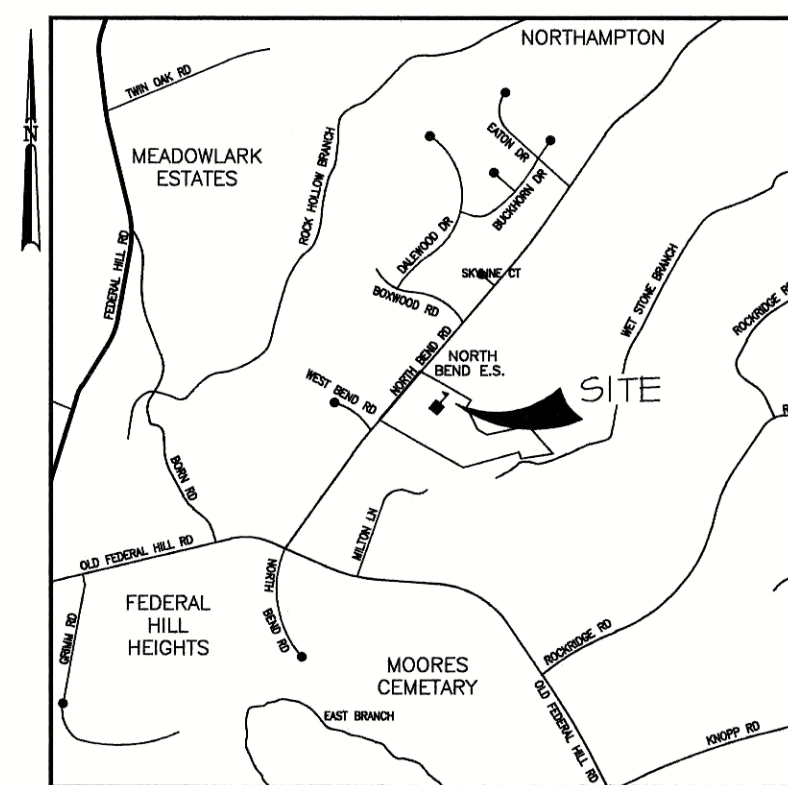 NORTHAMPTON
N
TWIN OAK RD
MEADOWLARK
ESTATES
ROCK HOLLOW BRANCH
EATON DR
BUCKHORN DR
DALEWOOD DR
SKYLINE CT
BOXWOOD RD
FEDERAL HILL RD
WET STONE BRANCH
ROCKRIDGE RD
NORTH BEND RD
NORTH
BEND E.S.
WEST BEND RD
SITE
R
BORN RD
MILTON LN
OLD FEDERAL HILL RD
NORTH
BEND RD
FEDERAL
HILL
HEIGHTS
GRIMM RD
MOORES
CEMETARY
ROCKRIDGE RD
OLD FEDERAL HILL RD
EAST BRANCH
KNOPP RD